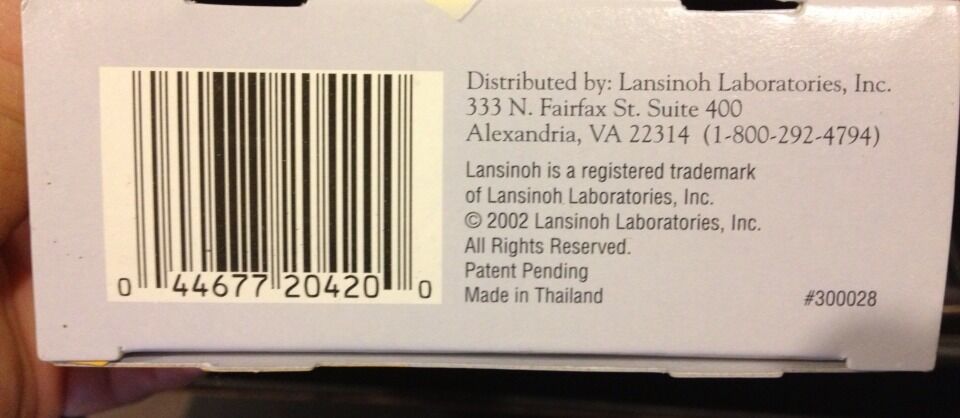 Distributed by: Lansinoh Laboratories, Inc.
333 N. Fairfax St. Suite 400
Alexandria, VA 22314 (1-800-292-4794)
Lansinoh is a registered trademark
of Lansinoh Laboratories, Inc.
© 2002 Lansinoh Laboratories, Inc.
All Rights Reserved.
Patent Pending
Made in Thailand
#300028
0 44677 20420 0